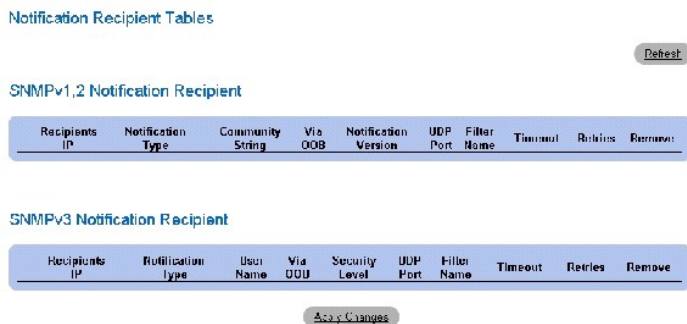 Notification Recipient Tables
Refresh
SNMPv1,2 Notification Recipient
Recipients IP Notification Type Community String Via OOB Notification Version UDP Port Filter Name Timeout Retries Remove
SNMPv3 Notification Recipient
Recipients IP Notification Type User Name Via OOB Security Level UDP Port Filter Name Timeout Retries Remove
Apply Changes